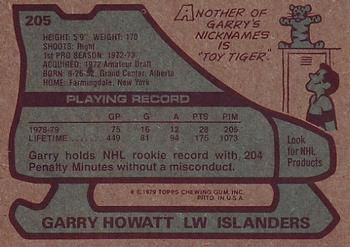 205
HEIGHT: 5'9" WEIGHT: 170
SHOOTS: Right
1st PRO SEASON: 1972-73
ACQUIRED: 1972 Amateur Draft
BORN: 9-26-52, Grand Center, Alberta
HOME: Farmingdale, New York
ANOTHER OF
GARRY'S
NICKNAMES
IS
"TOY TIGER."
PLAYING RECORD
GP G A PTS PIM
1978-79 75 16 12 28 205
LIFETIME 449 81 94 175 1073
Garry holds NHL rookie record with 204
Penalty Minutes without a misconduct.
Look
for NHL
Products
© 1979 TOPPS CHEWING GUM, INC.
PRTD. IN U.S.A.
GARRY HOWATT LW ISLANDERS